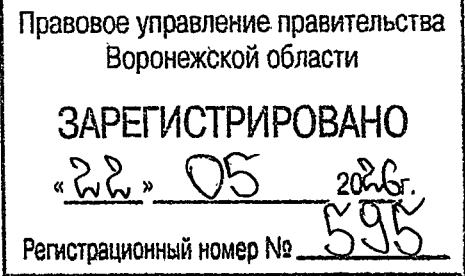 Правовое управление правительства
Воронежской области
ЗАРЕГИСТРИРОВАНО
« 22 » 05 2026г.
Регистрационный номер № 595